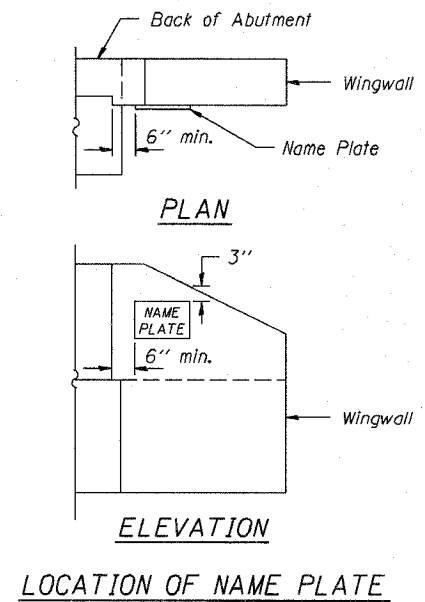 Back of Abutment
Wingwall
6" min.
Name Plate
PLAN
3"
NAME
PLATE
6" min.
Wingwall
ELEVATION
LOCATION OF NAME PLATE